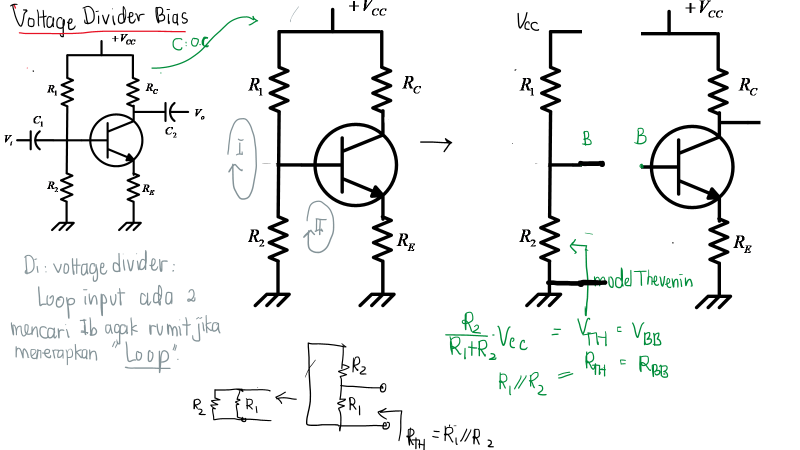 Voltage Divider Bias
C : O.C
+VCC
R1
RC
C1
Vi
C2
Vo
R2
RE
+VCC
R1
RC
I
II
R2
RE
VCC
R1
B
R2
model Thevenin
+VCC
RC
B
RE
Di : voltage divider :
Loop input ada 2
mencari Ib agak rumit jika
menerapkan "Loop".
R2 / R1+R2 . Vcc = VTH = VBB
R1 // R2 = RTH = RBB
R2
R1
R2
R1
RTH = R1 // R2